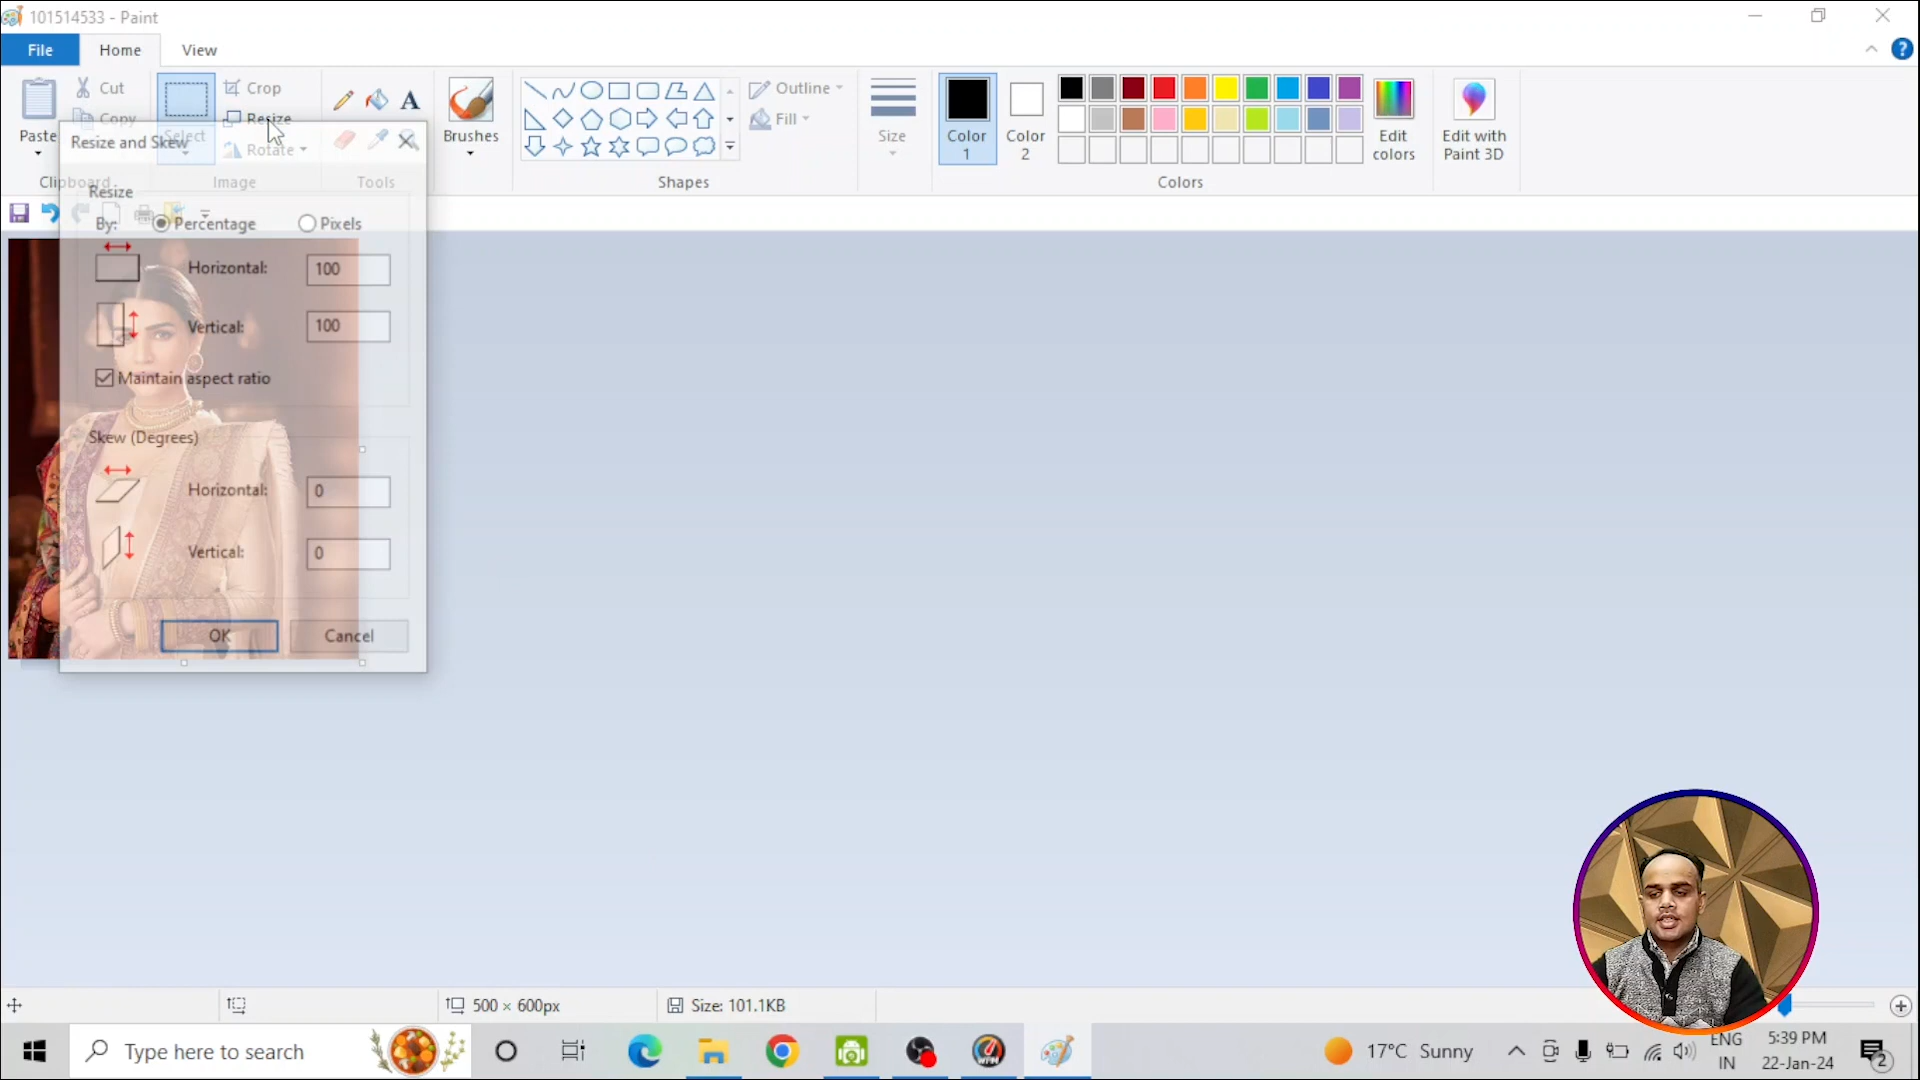 101514533 - Paint
File
Home
View
Paste
Cut
Copy
Clipboard
Select
Crop
Resize
Rotate
Image
Tools
Brushes
Shapes
Outline
Fill
Size
Color
1
Color
2
Edit
colors
Edit with
Paint 3D
Colors
Resize and Skew
Resize
By:
Percentage
Pixels
Horizontal:
100
Vertical:
100
Maintain aspect ratio
Skew (Degrees)
Horizontal:
0
Vertical:
0
OK
Cancel
500 × 600px
Size: 101.1KB
Type here to search
17°C Sunny
ENG
IN
5:39 PM
22-Jan-24
2